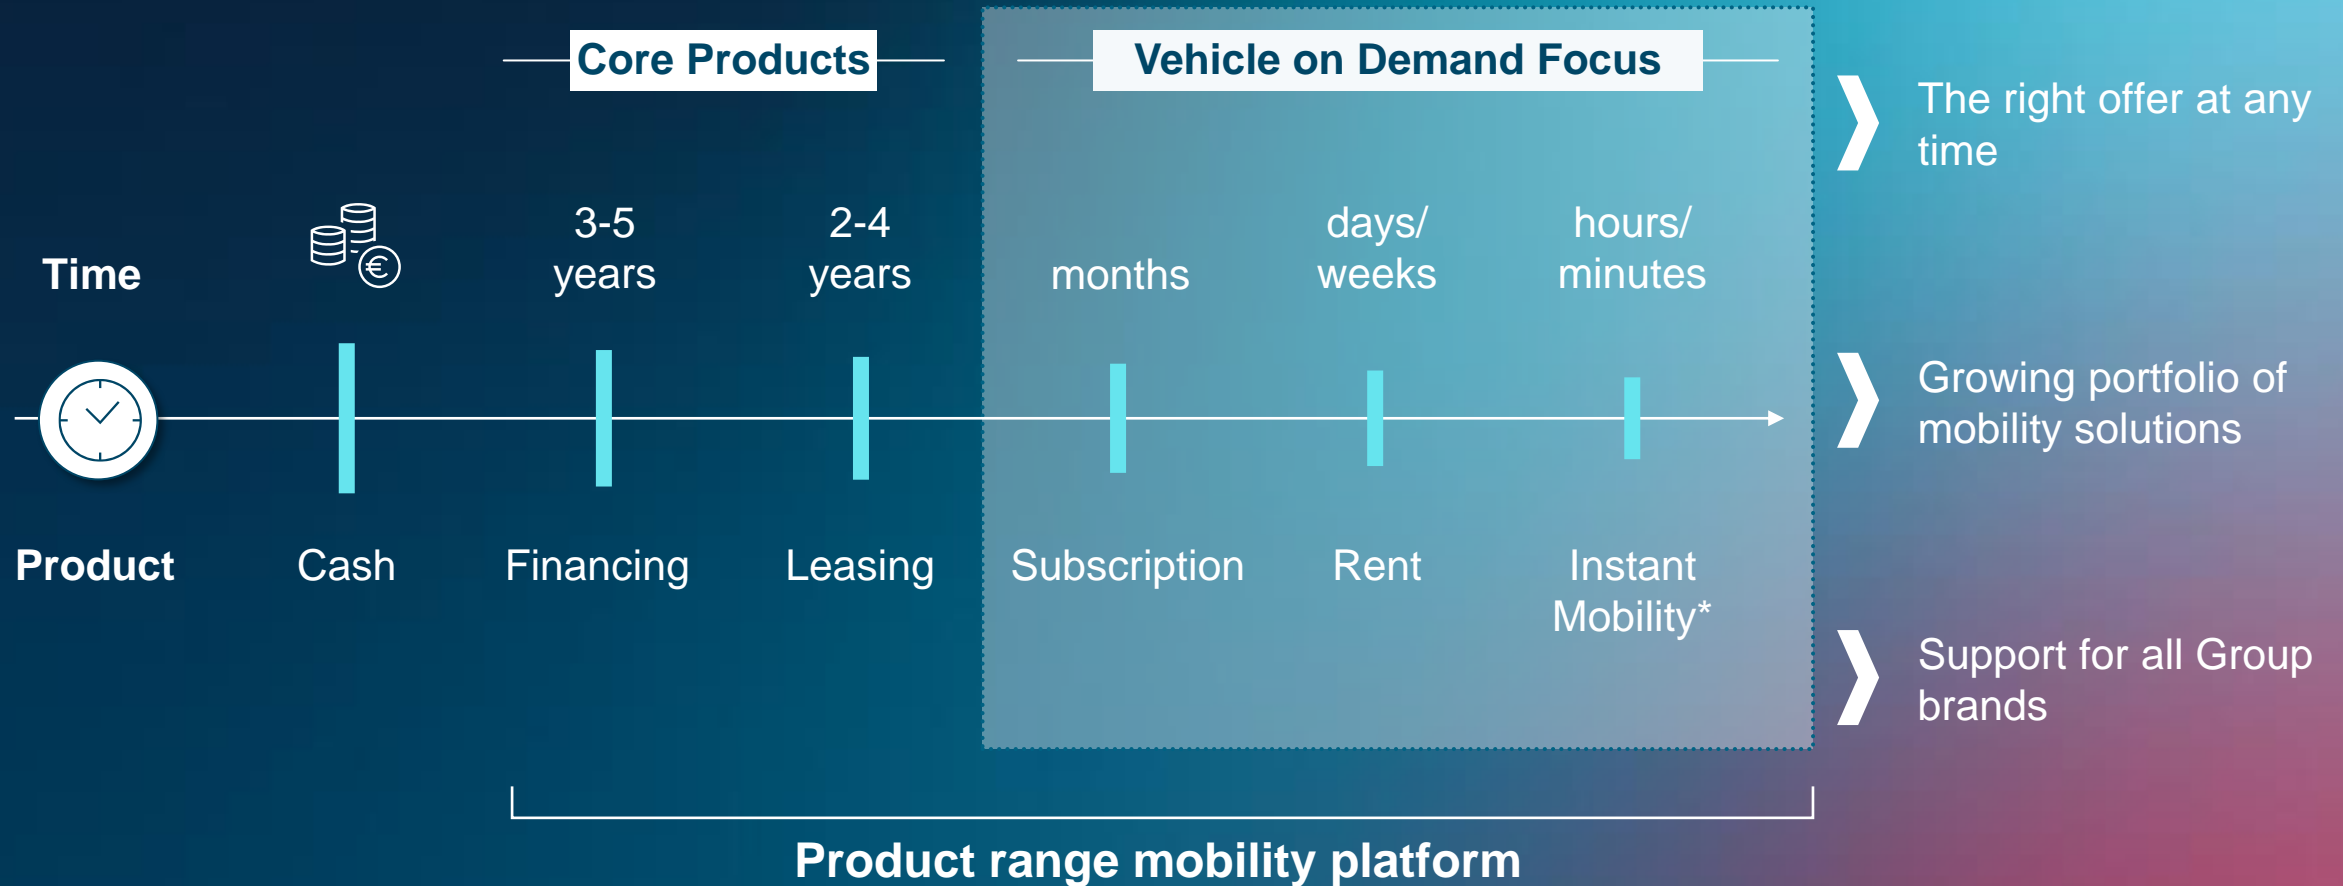 Core Products
Vehicle on Demand Focus
The right offer at any
time
Time
€
3-5
years
2-4
years
months
days/
weeks
hours/
minutes
Growing portfolio of
mobility solutions
Product
Cash
Financing
Leasing
Subscription
Rent
Instant
Mobility*
Support for all Group
brands
Product range mobility platform